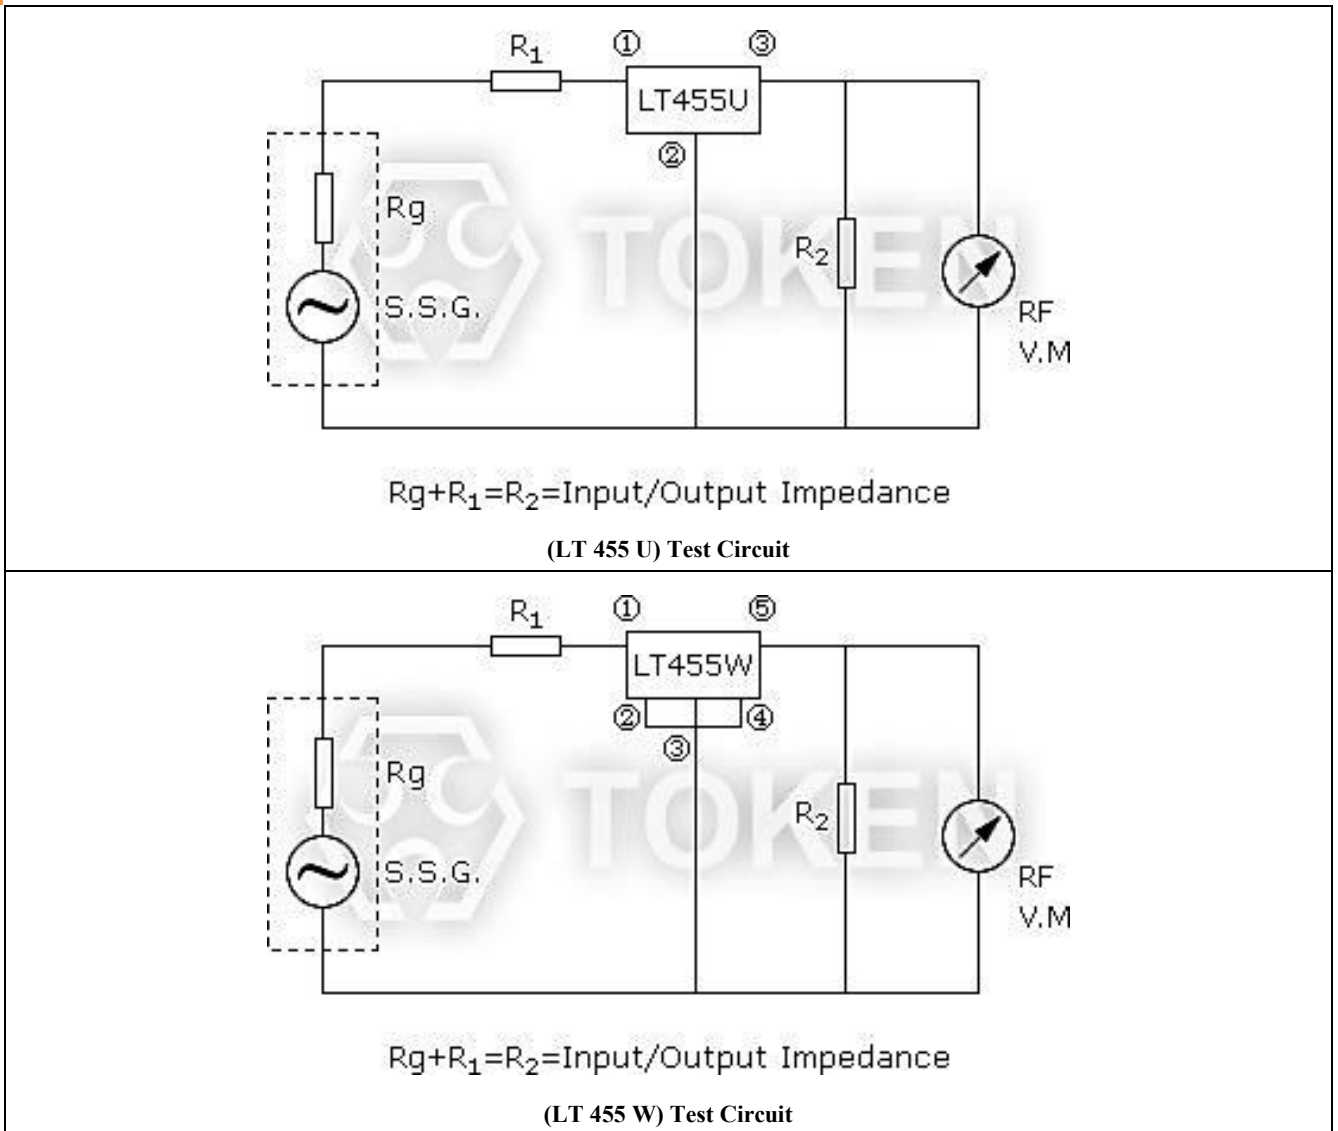 R1 ① ③
LT455U
②
Rg
TOKEN
R2
S.S.G.
RF
V.M
Rg+R1=R2=Input/Output Impedance
(LT 455 U) Test Circuit
R1 ① ⑤
LT455W
② ④
③
Rg
TOKEN
R2
S.S.G.
RF
V.M
Rg+R1=R2=Input/Output Impedance
(LT 455 W) Test Circuit